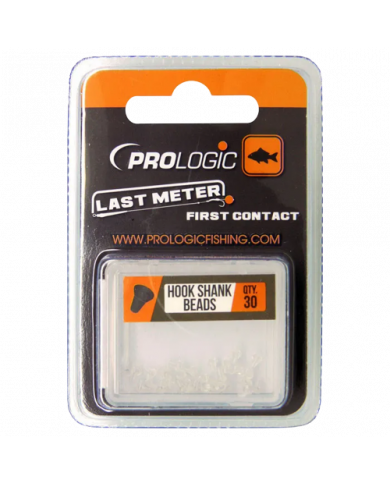 PROLOGIC
LAST METER
FIRST CONTACT
WWW.PROLOGICFISHING.COM
HOOK SHANK BEADS
QTY. 30